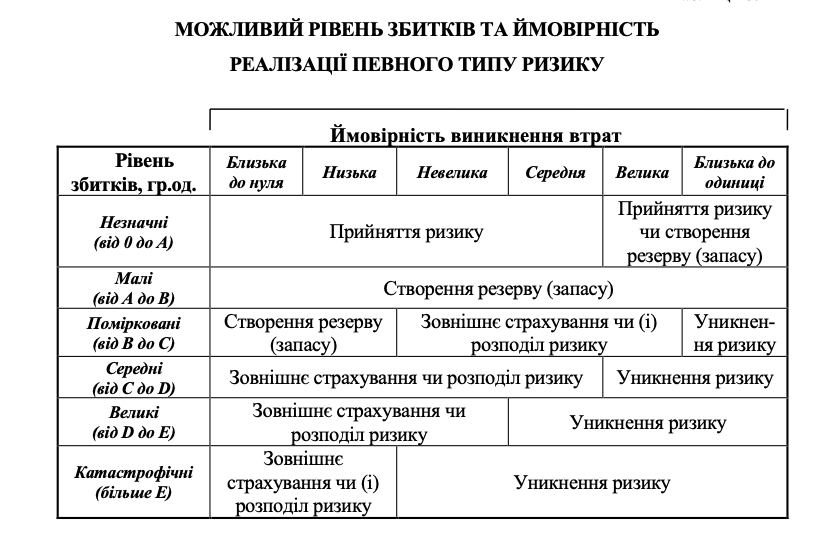 МОЖЛИВИЙ РІВЕНЬ ЗБИТКІВ ТА ЙМОВІРНІСТЬ
РЕАЛІЗАЦІЇ ПЕВНОГО ТИПУ РИЗИКУ
Ймовірність виникнення втрат
Рівень
збитків, гр.од.
Близька
до нуля
Низька
Невелика
Середня
Велика
Близька до
одиниці
Незначні
(від 0 до А)
Прийняття ризику
Прийняття ризику
чи створення
резерву (запасу)
Малі
(від А до В)
Створення резерву (запасу)
Помірковані
(від В до С)
Створення резерву
(запасу)
Зовнішнє страхування чи (і)
розподіл ризику
Уникнен-
ня ризику
Середні
(від С до D)
Зовнішнє страхування чи розподіл ризику
Уникнення ризику
Великі
(від D до E)
Зовнішнє страхування чи
розподіл ризику
Уникнення ризику
Катастрофічні
(більше E)
Зовнішнє
страхування чи (і)
розподіл ризику
Уникнення ризику